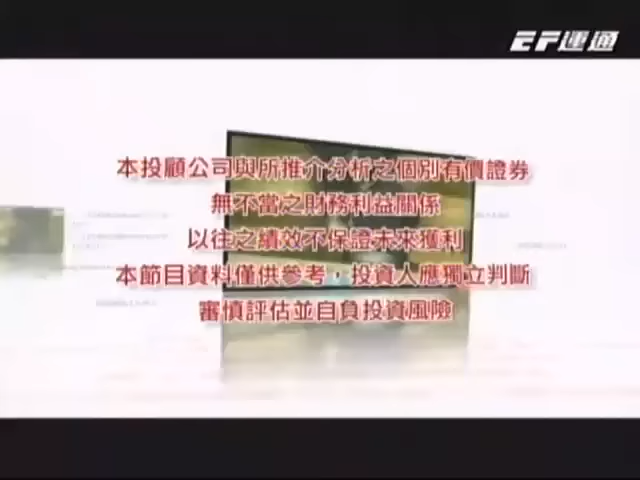 EF運通
本投顧公司與所推介分析之個別有價證券
無不當之財務利益關係
以往之績效不保證未來獲利
本節目資料僅供參考，投資人應獨立判斷
審慎評估並自負投資風險